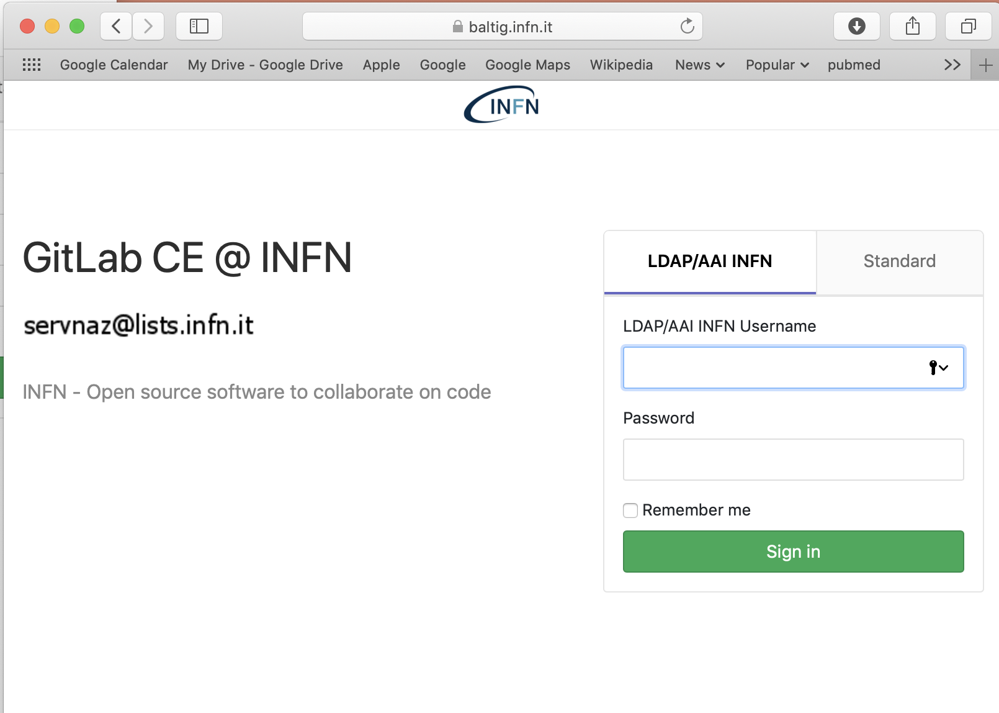 baltig.infn.it
Google Calendar My Drive - Google Drive Apple Google Google Maps Wikipedia News Popular pubmed
INFN
GitLab CE @ INFN
servnaz@lists.infn.it
INFN - Open source software to collaborate on code
LDAP/AAI INFN Standard
LDAP/AAI INFN Username
Password
Remember me
Sign in